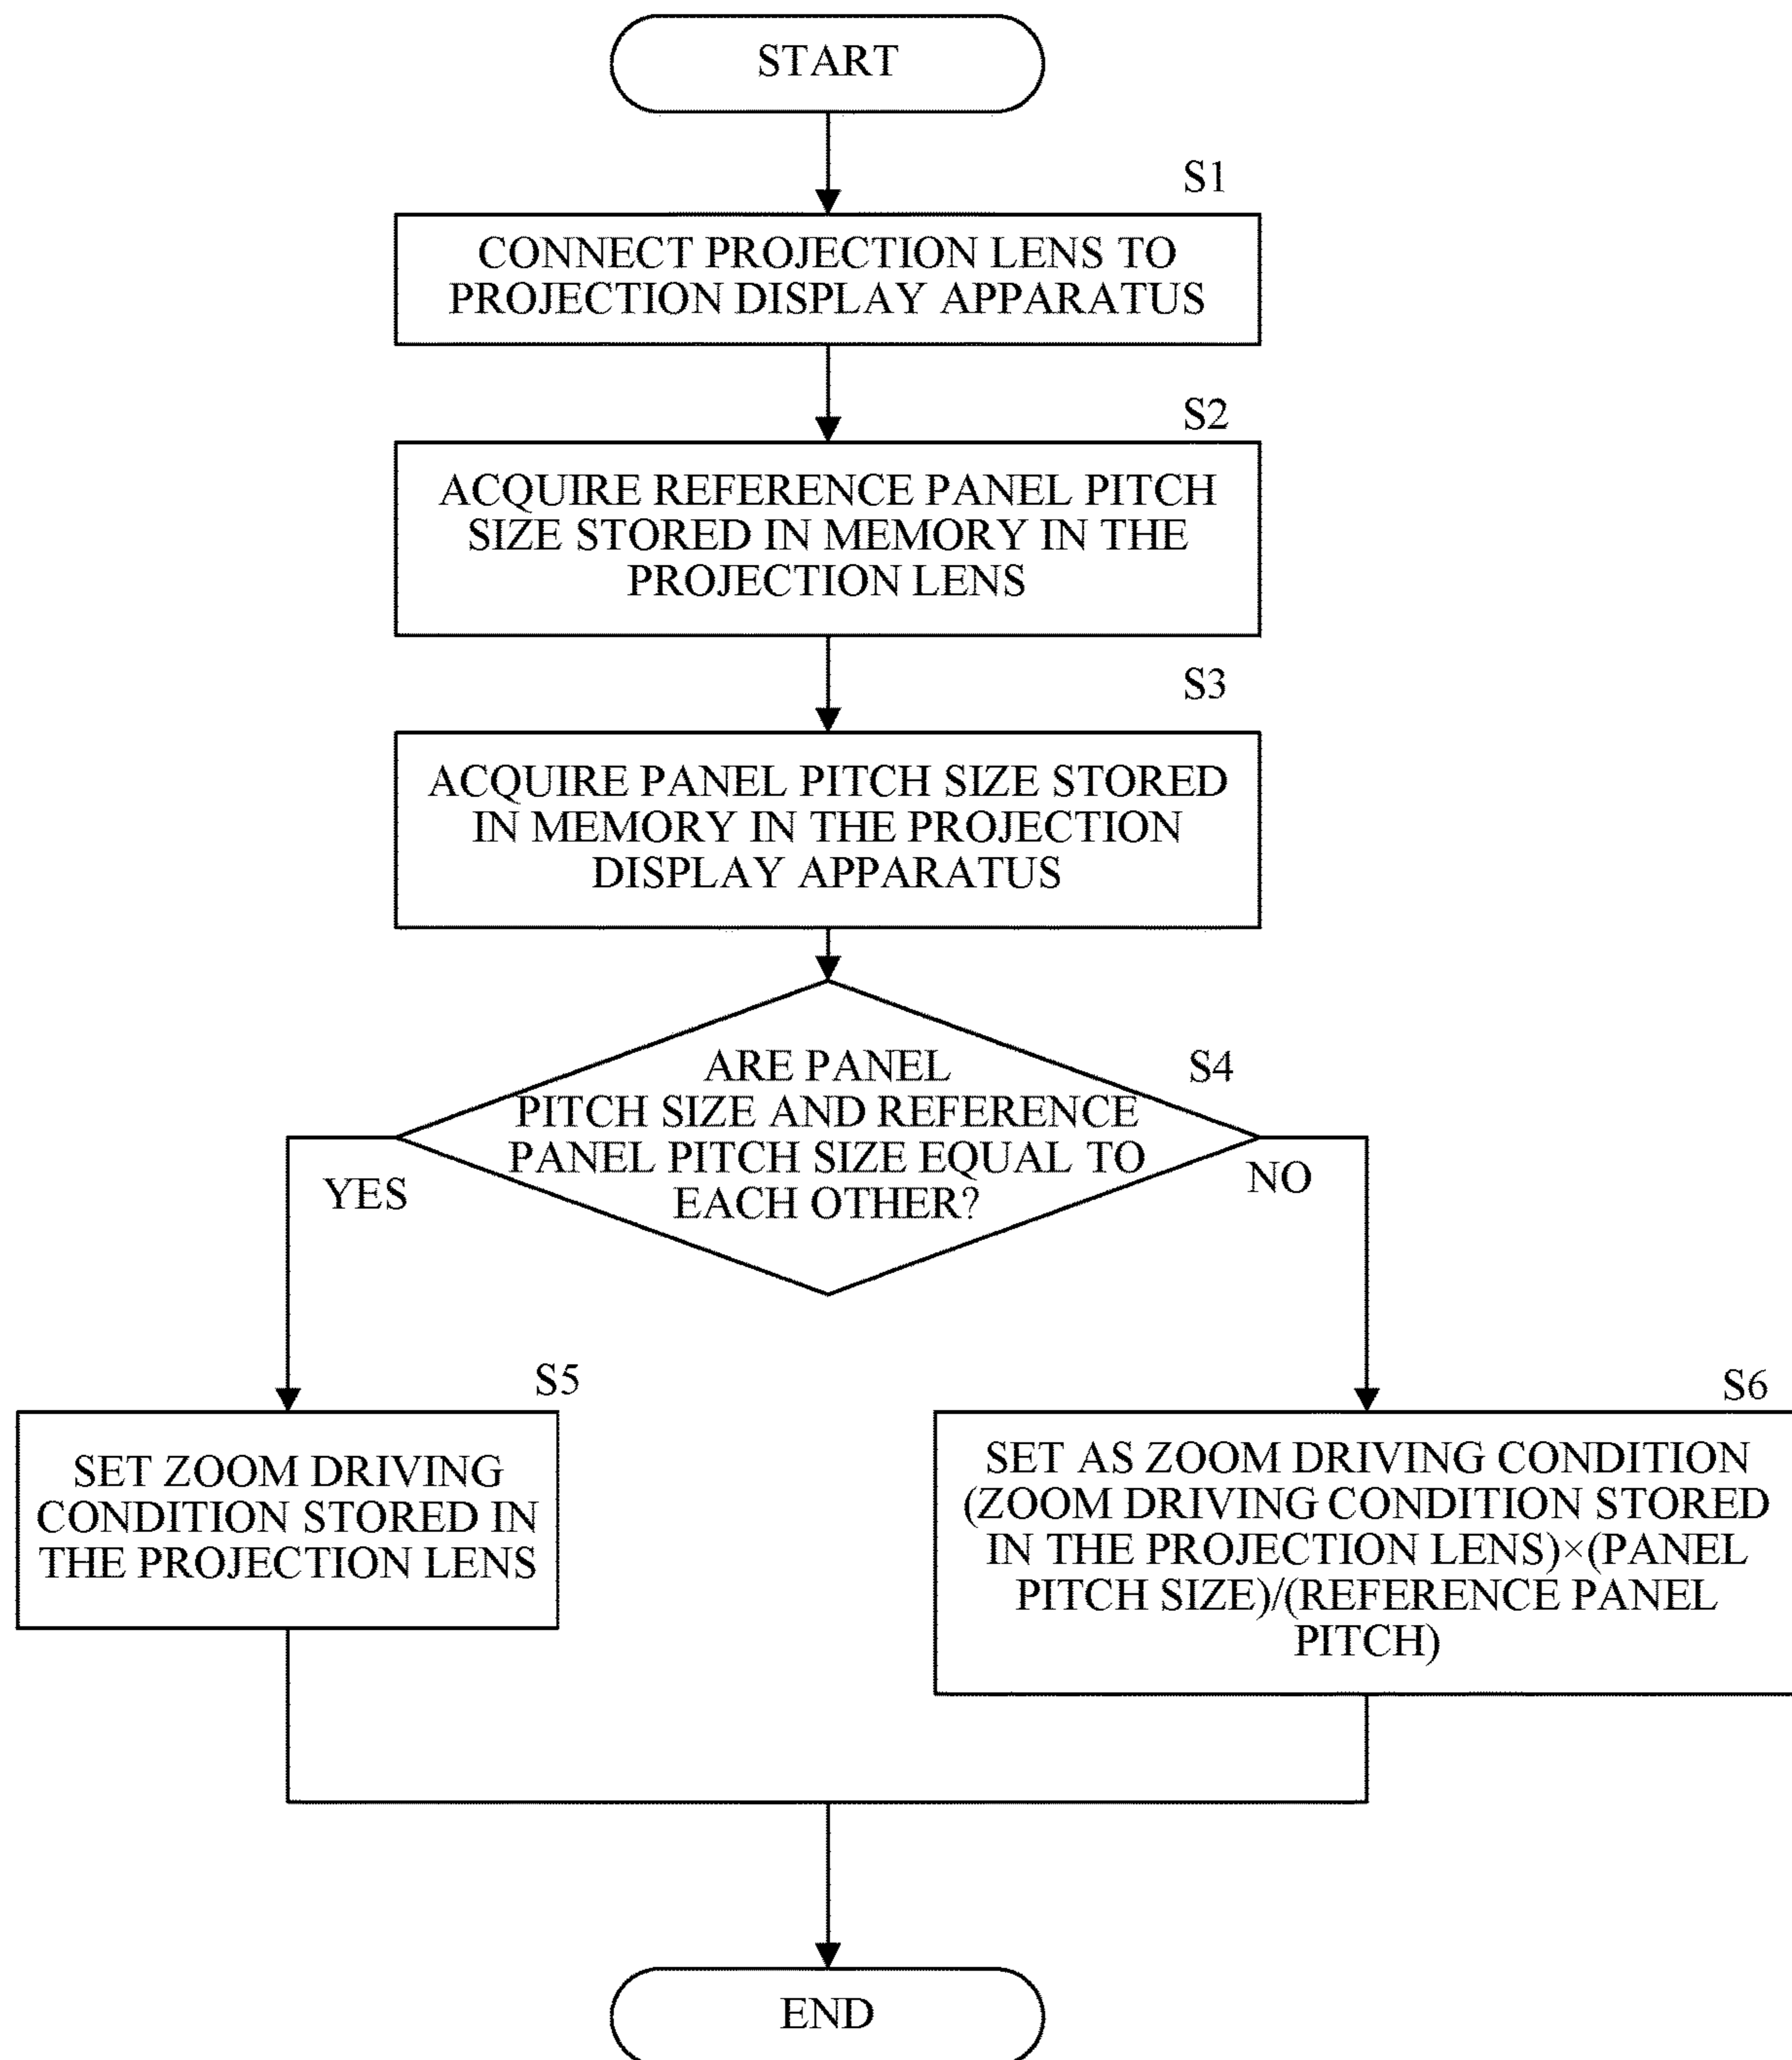 START
S1
CONNECT PROJECTION LENS TO
PROJECTION DISPLAY APPARATUS
S2
ACQUIRE REFERENCE PANEL PITCH
SIZE STORED IN MEMORY IN THE
PROJECTION LENS
S3
ACQUIRE PANEL PITCH SIZE STORED
IN MEMORY IN THE PROJECTION
DISPLAY APPARATUS
S4
ARE PANEL
PITCH SIZE AND REFERENCE
PANEL PITCH SIZE EQUAL TO
EACH OTHER?
YES
NO
S5
SET ZOOM DRIVING
CONDITION STORED IN
THE PROJECTION LENS
S6
SET AS ZOOM DRIVING CONDITION
(ZOOM DRIVING CONDITION STORED
IN THE PROJECTION LENS)×(PANEL
PITCH SIZE)/(REFERENCE PANEL
PITCH)
END